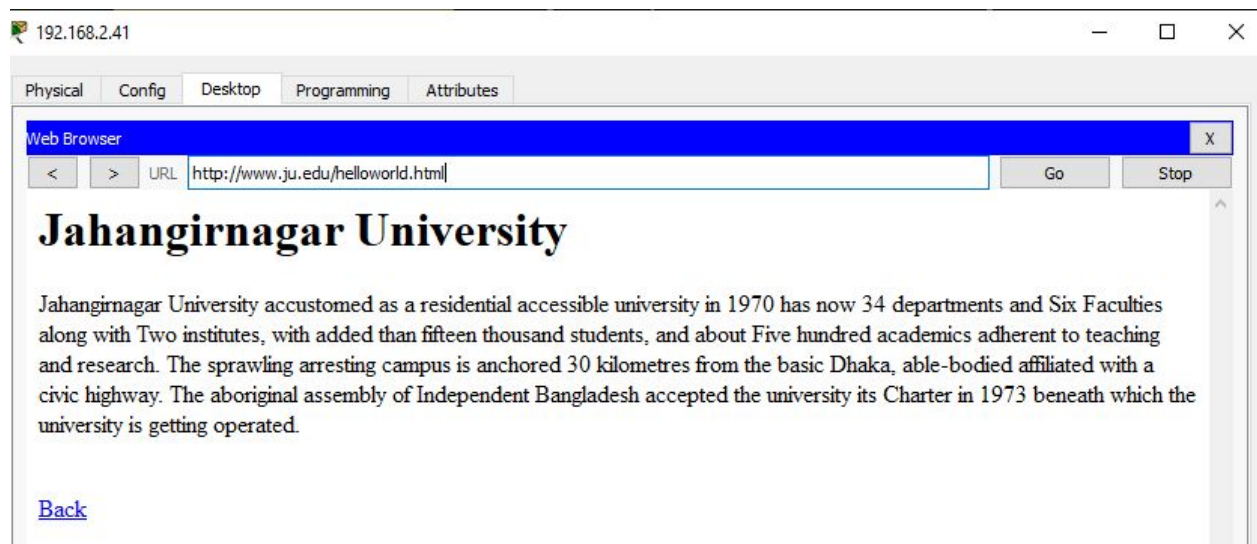 192.168.2.41
Physical Config Desktop Programming Attributes
Web Browser X
< > URL http://www.ju.edu/helloworld.html Go Stop
Jahangirnagar University
Jahangirnagar University accustomed as a residential accessible university in 1970 has now 34 departments and Six Faculties
along with Two institutes, with added than fifteen thousand students, and about Five hundred academics adherent to teaching
and research. The sprawling arresting campus is anchored 30 kilometres from the basic Dhaka, able-bodied affiliated with a
civic highway. The aboriginal assembly of Independent Bangladesh accepted the university its Charter in 1973 beneath which the
university is getting operated.
Back